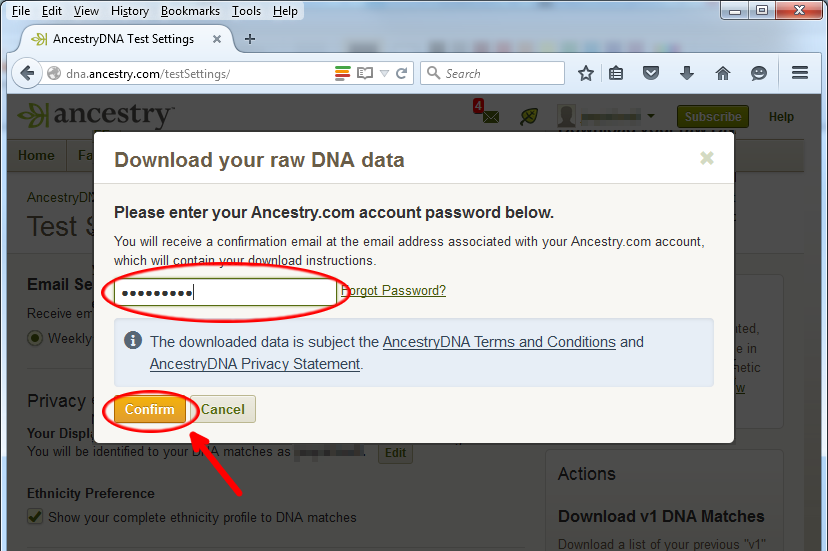 File Edit View History Bookmarks Tools Help
AncestryDNA Test Settings
dna.ancestry.com/testSettings/
Search
ancestry
4
Subscribe
Help
Home
Fa
AncestryDN
Test S
Download your raw DNA data
Please enter your Ancestry.com account password below.
You will receive a confirmation email at the email address associated with your Ancestry.com account,
which will contain your download instructions.
Forgot Password?
The downloaded data is subject the AncestryDNA Terms and Conditions and
AncestryDNA Privacy Statement.
Confirm
Cancel
Email Se
Receive em
Weekly
Privacy
Your Displa
You will be identified to your DNA matches as
Edit
Ethnicity Preference
Show your complete ethnicity profile to DNA matches
Actions
Download v1 DNA Matches
Download a list of your previous "v1"